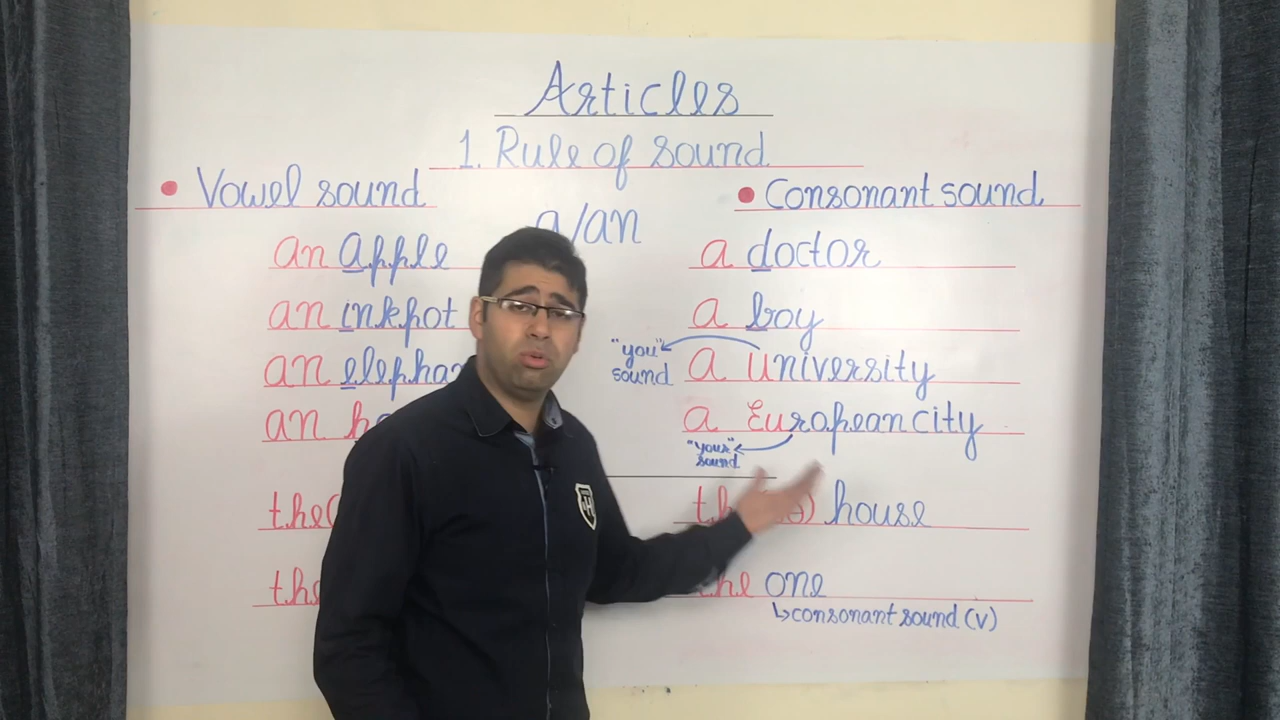 Articles
1. Rule of sound
• Vowel sound
a/an
an apple
an inkpot
an
the
• Consonant sound
a doctor
a boy
"you" sound
a university
a European city
"your" sound
house
the one
↳ consonant sound (v)